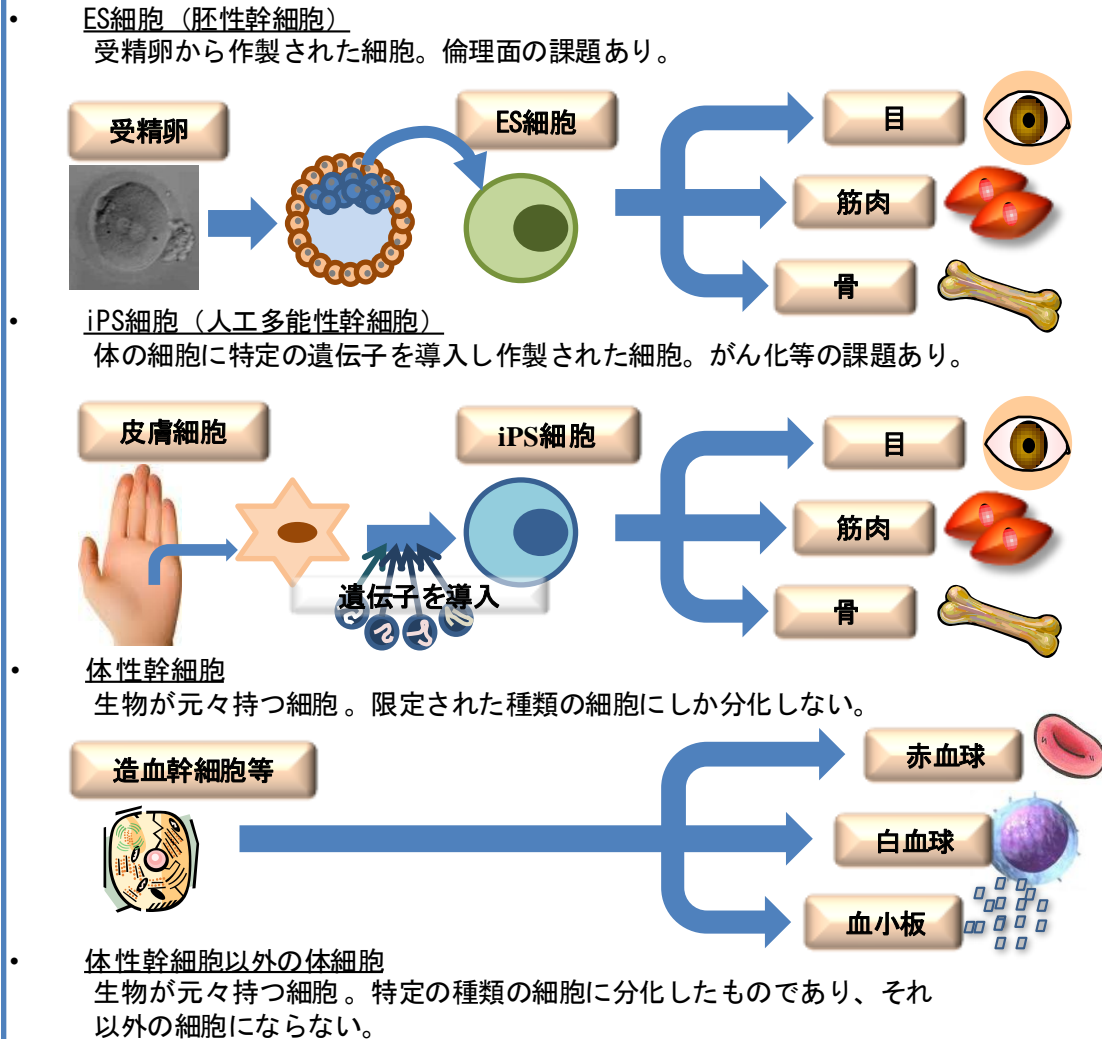 • ES細胞（胚性幹細胞）
受精卵から作製された細胞。倫理面の課題あり。
受精卵
ES細胞
目
筋肉
骨
• iPS細胞（人工多能性幹細胞）
体の細胞に特定の遺伝子を導入し作製された細胞。がん化等の課題あり。
皮膚細胞
iPS細胞
目
筋肉
骨
遺伝子を導入
• 体性幹細胞
生物が元々持つ細胞。限定された種類の細胞にしか分化しない。
造血幹細胞等
赤血球
白血球
血小板
• 体性幹細胞以外の体細胞
生物が元々持つ細胞。特定の種類の細胞に分化したものであり、それ
以外の細胞にならない。